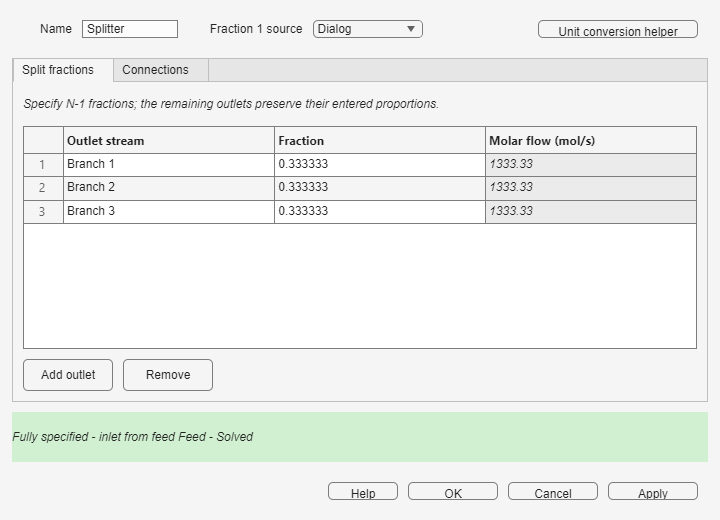 Name Splitter Fraction 1 source Dialog Unit conversion helper
Split fractions Connections
Specify N-1 fractions; the remaining outlets preserve their entered proportions.
Outlet stream Fraction Molar flow (mol/s)
1 Branch 1 0.333333 1333.33
2 Branch 2 0.333333 1333.33
3 Branch 3 0.333333 1333.33
Add outlet Remove
Fully specified - inlet from feed Feed - Solved
Help OK Cancel Apply